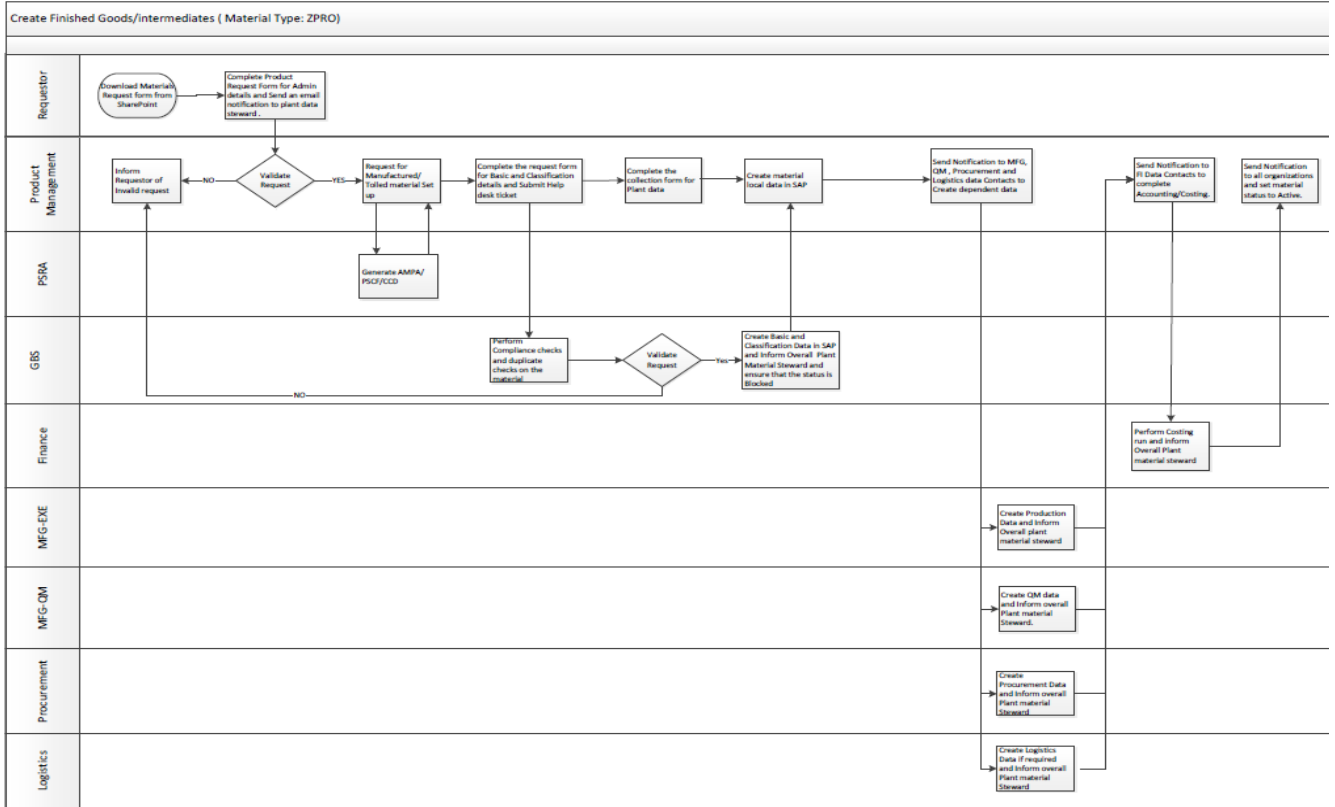 Create Finished Goods/intermediates ( Material Type: ZPRO)
Requestor
Download Materials
Request form from
SharePoint
Complete Product
Request Form for Admin
details and Send an email
notification to plant data
steward .
Product
Management
Inform
Requestor of
Invalid request
NO
Validate
Request
YES
Request for
Manufactured/
Tolled material Set
up
Complete the request form
for Basic and Classification
details and Submit Help
desk ticket
Complete the
collection form for
Plant data
Create material
local data in SAP
Send Notification to MFG,
QM , Procurement and
Logistics data Contacts to
Create dependent data
Send Notification to
FI Data Contacts to
complete
Accounting/Costing.
Send Notification
to all organizations
and set material
status to Active.
PSRA
Generate AMPA/
PSCF/CCD
GBS
Perform
Compliance checks
and duplicate
checks on the
material
Validate
Request
Yes
Create Basic and
Classification Data in SAP
and Inform Overall Plant
Material Steward and
ensure that the status is
Blocked
NO
Finance
Perform Costing
run and inform
Overall Plant
material steward
MFG-EXE
Create Production
Data and Inform
Overall plant
material steward
MFG-QM
Create QM data
and Inform overall
Plant material
Steward.
Procurement
Create
Procurement Data
and Inform overall
Plant material
Steward
Logistics
Create Logistics
Data if required
and Inform overall
Plant material
Steward